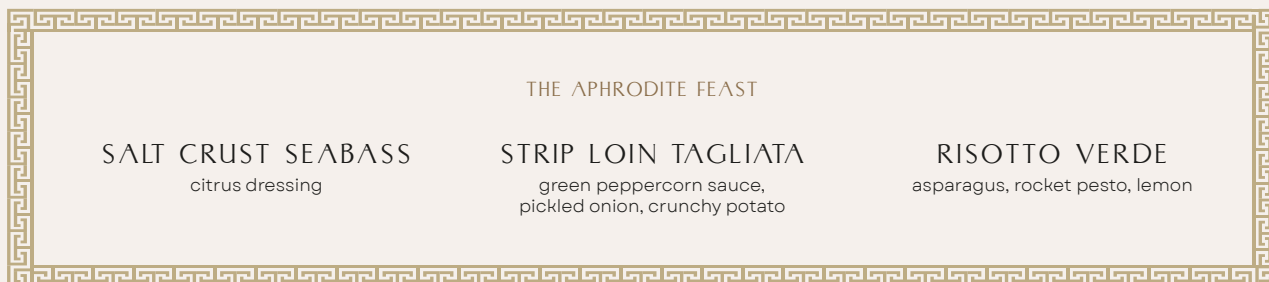 THE APHRODITE FEAST
SALT CRUST SEABASS
citrus dressing
STRIP LOIN TAGLIATA
green peppercorn sauce,
pickled onion, crunchy potato
RISOTTO VERDE
asparagus, rocket pesto, lemon